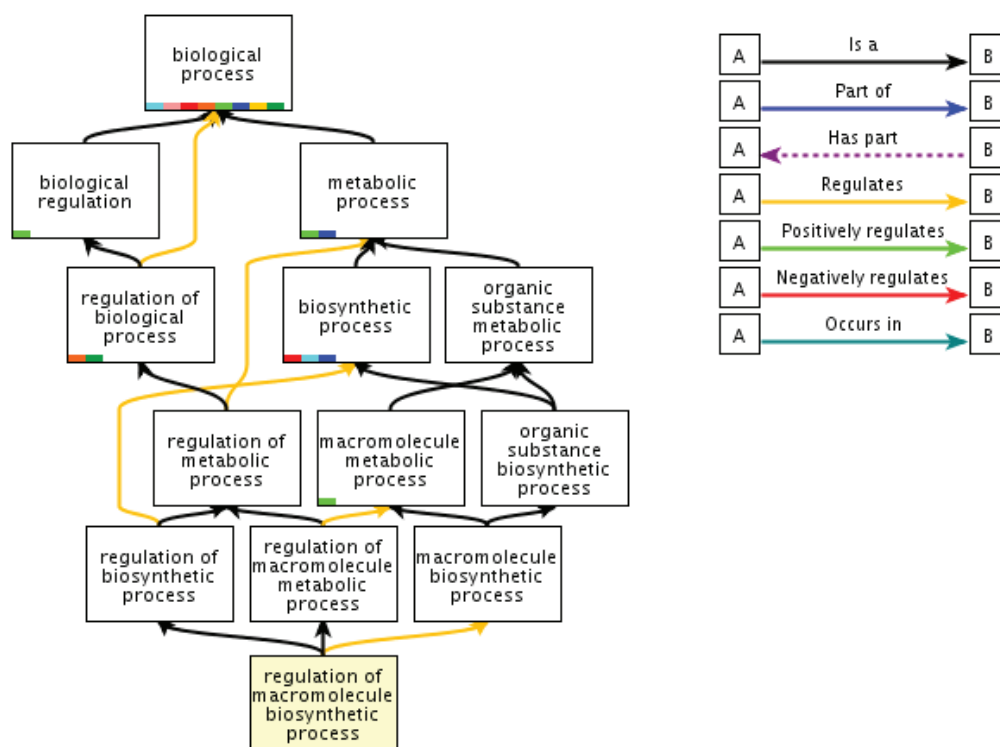 biological
process
biological
regulation
metabolic
process
regulation of
biological
process
biosynthetic
process
organic
substance
metabolic
process
regulation of
metabolic
process
macromolecule
metabolic
process
organic
substance
biosynthetic
process
regulation of
biosynthetic
process
regulation of
macromolecule
metabolic
process
macromolecule
biosynthetic
process
regulation of
macromolecule
biosynthetic
process
A Is a B
A Part of B
A Has part B
A Regulates B
A Positively regulates B
A Negatively regulates B
A Occurs in B